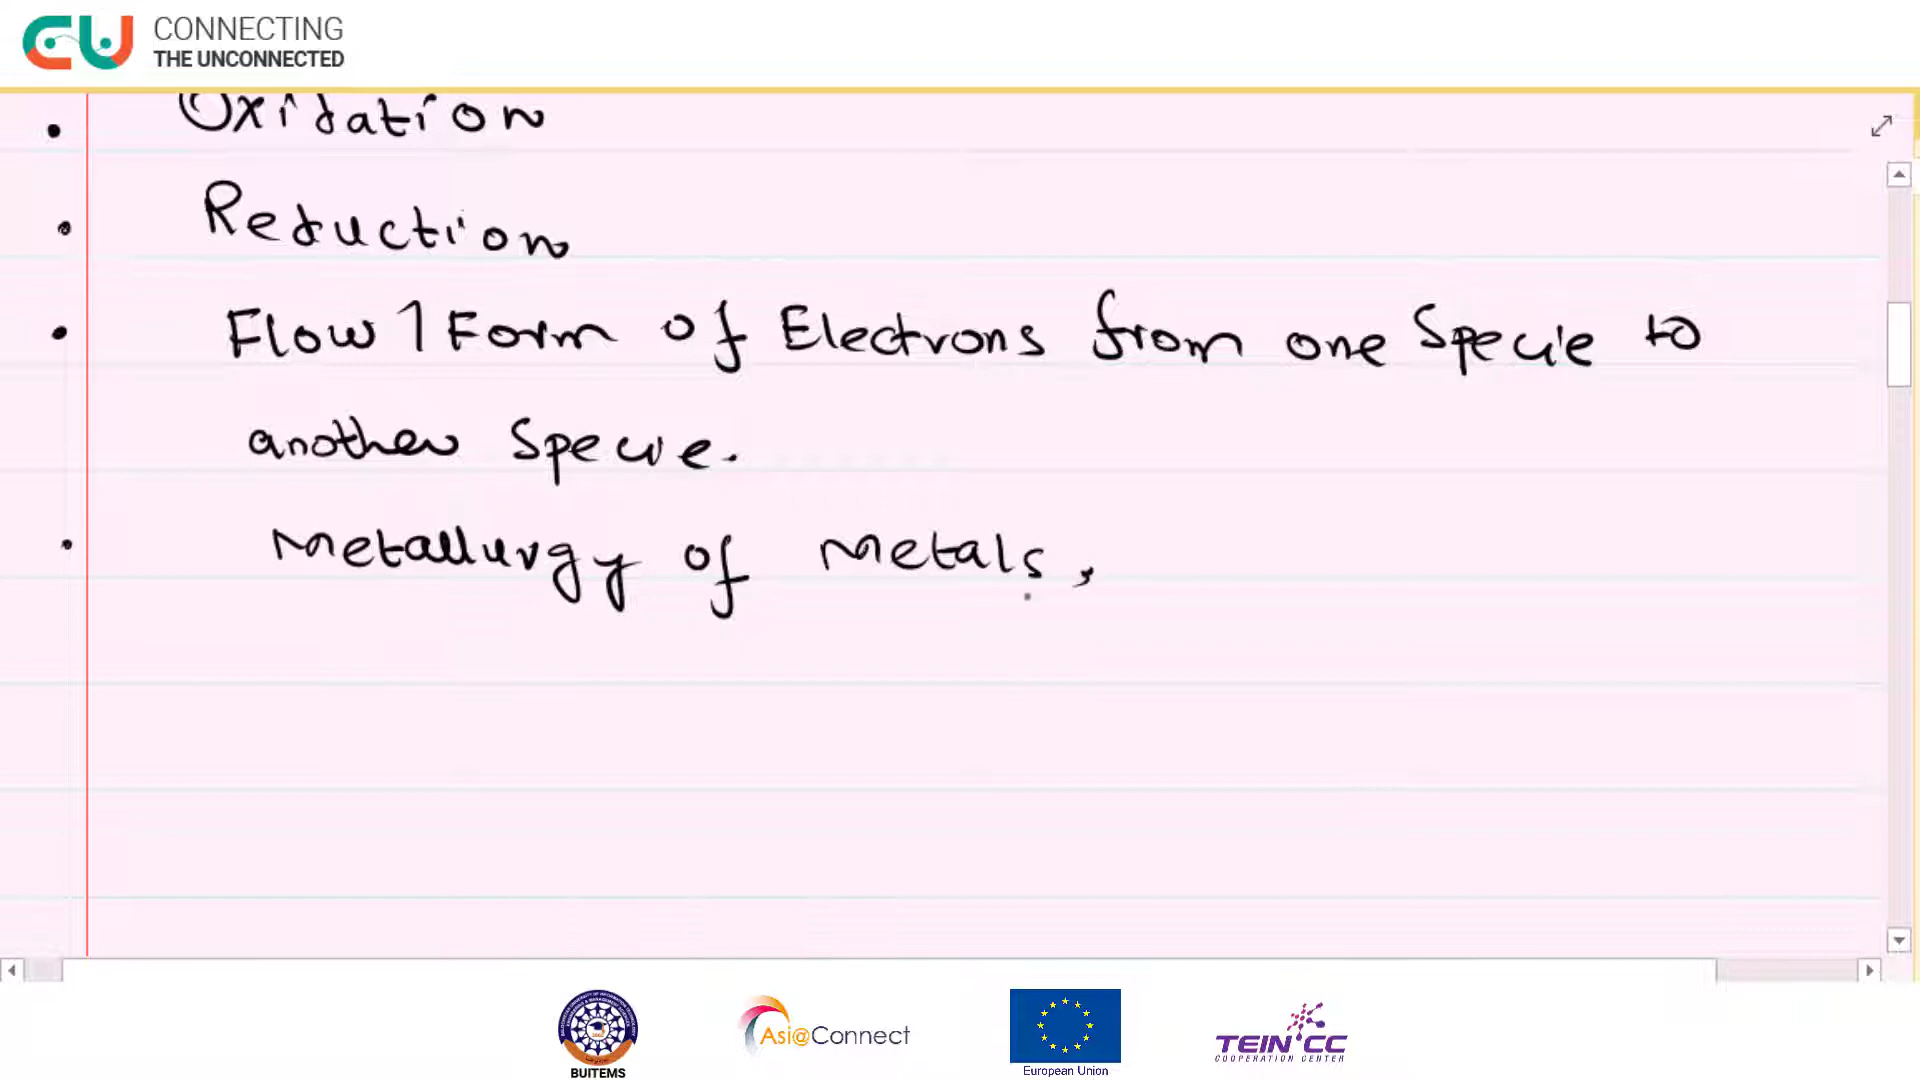 CONNECTING
THE UNCONNECTED
Oxidation
Reduction
Flow 1 Form of Electrons from one Specie to
another Specie.
Metallurgy of Metals,
BUITEMS
Asi@Connect
European Union
TEIN*CC
COOPERATION CENTER